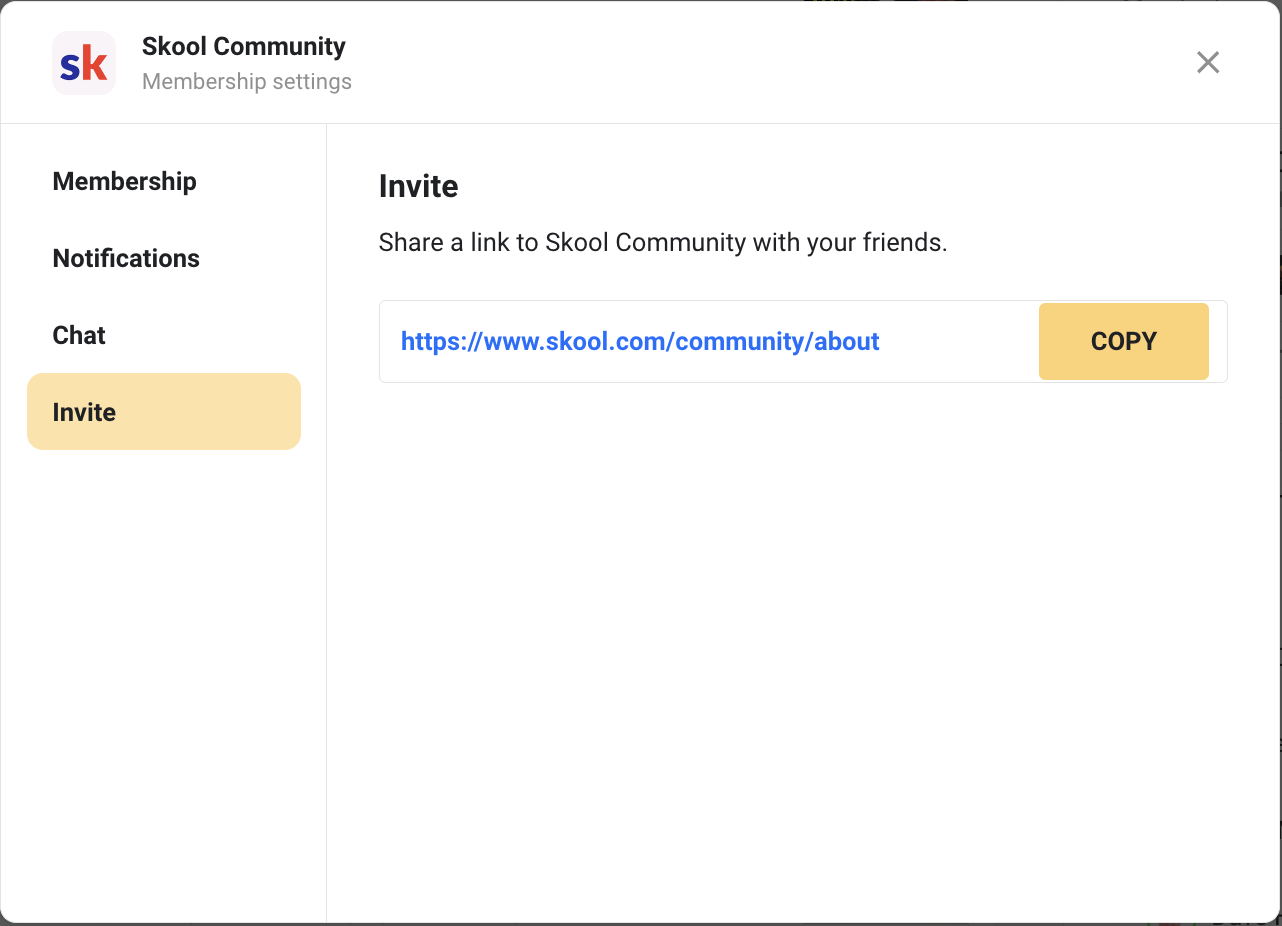 sk
Skool Community
Membership settings
Membership
Notifications
Chat
Invite
Invite
Share a link to Skool Community with your friends.
https://www.skool.com/community/about
COPY